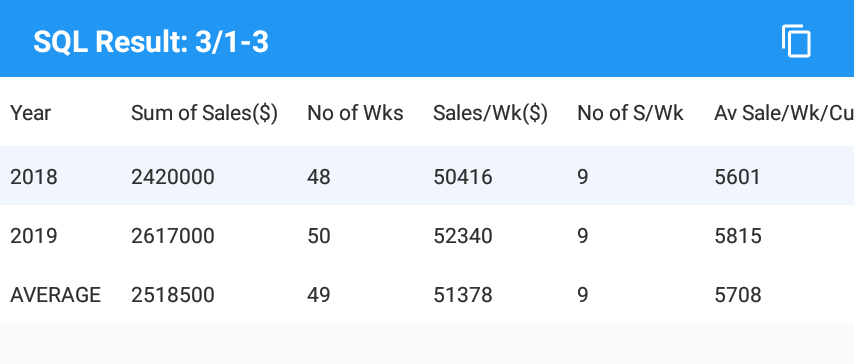 SQL Result: 3/1-3
Year Sum of Sales($) No of Wks Sales/Wk($) No of S/Wk Av Sale/Wk/Cu
2018 2420000 48 50416 9 5601
2019 2617000 50 52340 9 5815
AVERAGE 2518500 49 51378 9 5708